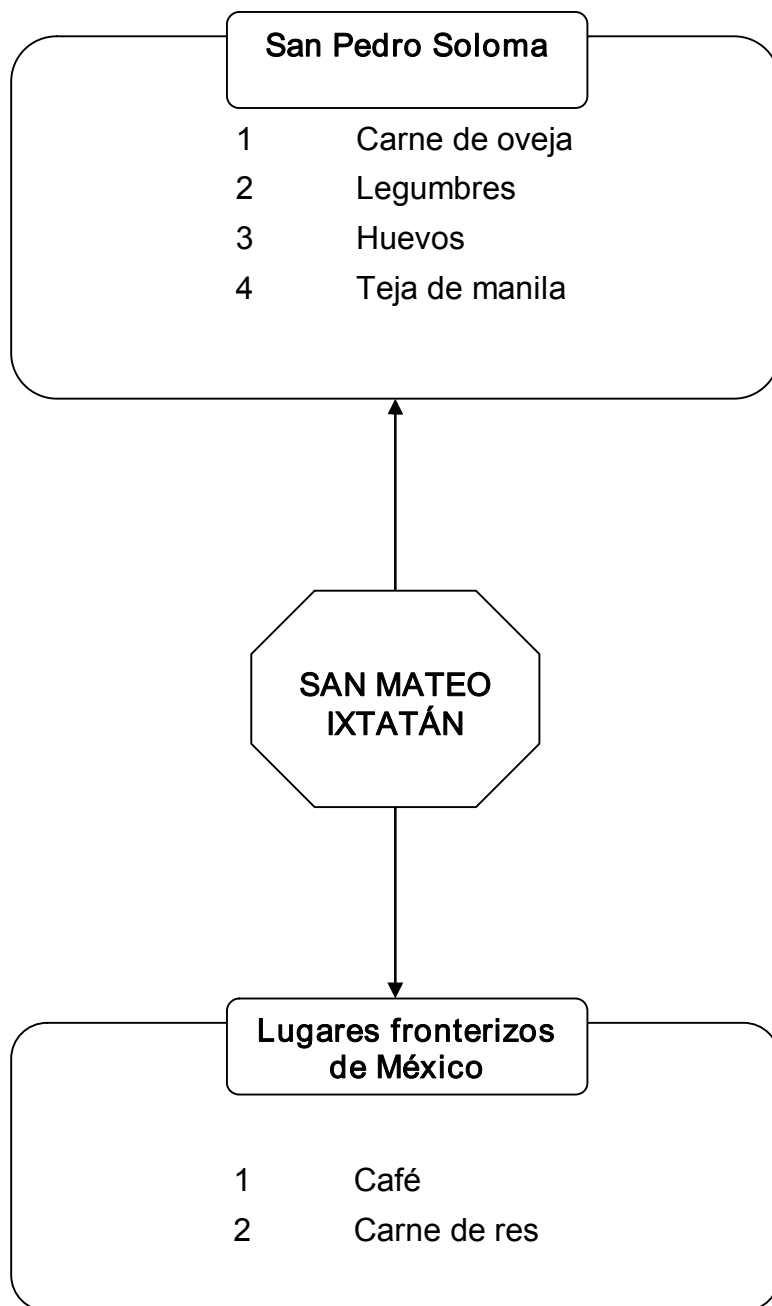 San Pedro Soloma
1 Carne de oveja
2 Legumbres
3 Huevos
4 Teja de manila
SAN MATEO
IXTATÁN
Lugares fronterizos
de México
1 Café
2 Carne de res